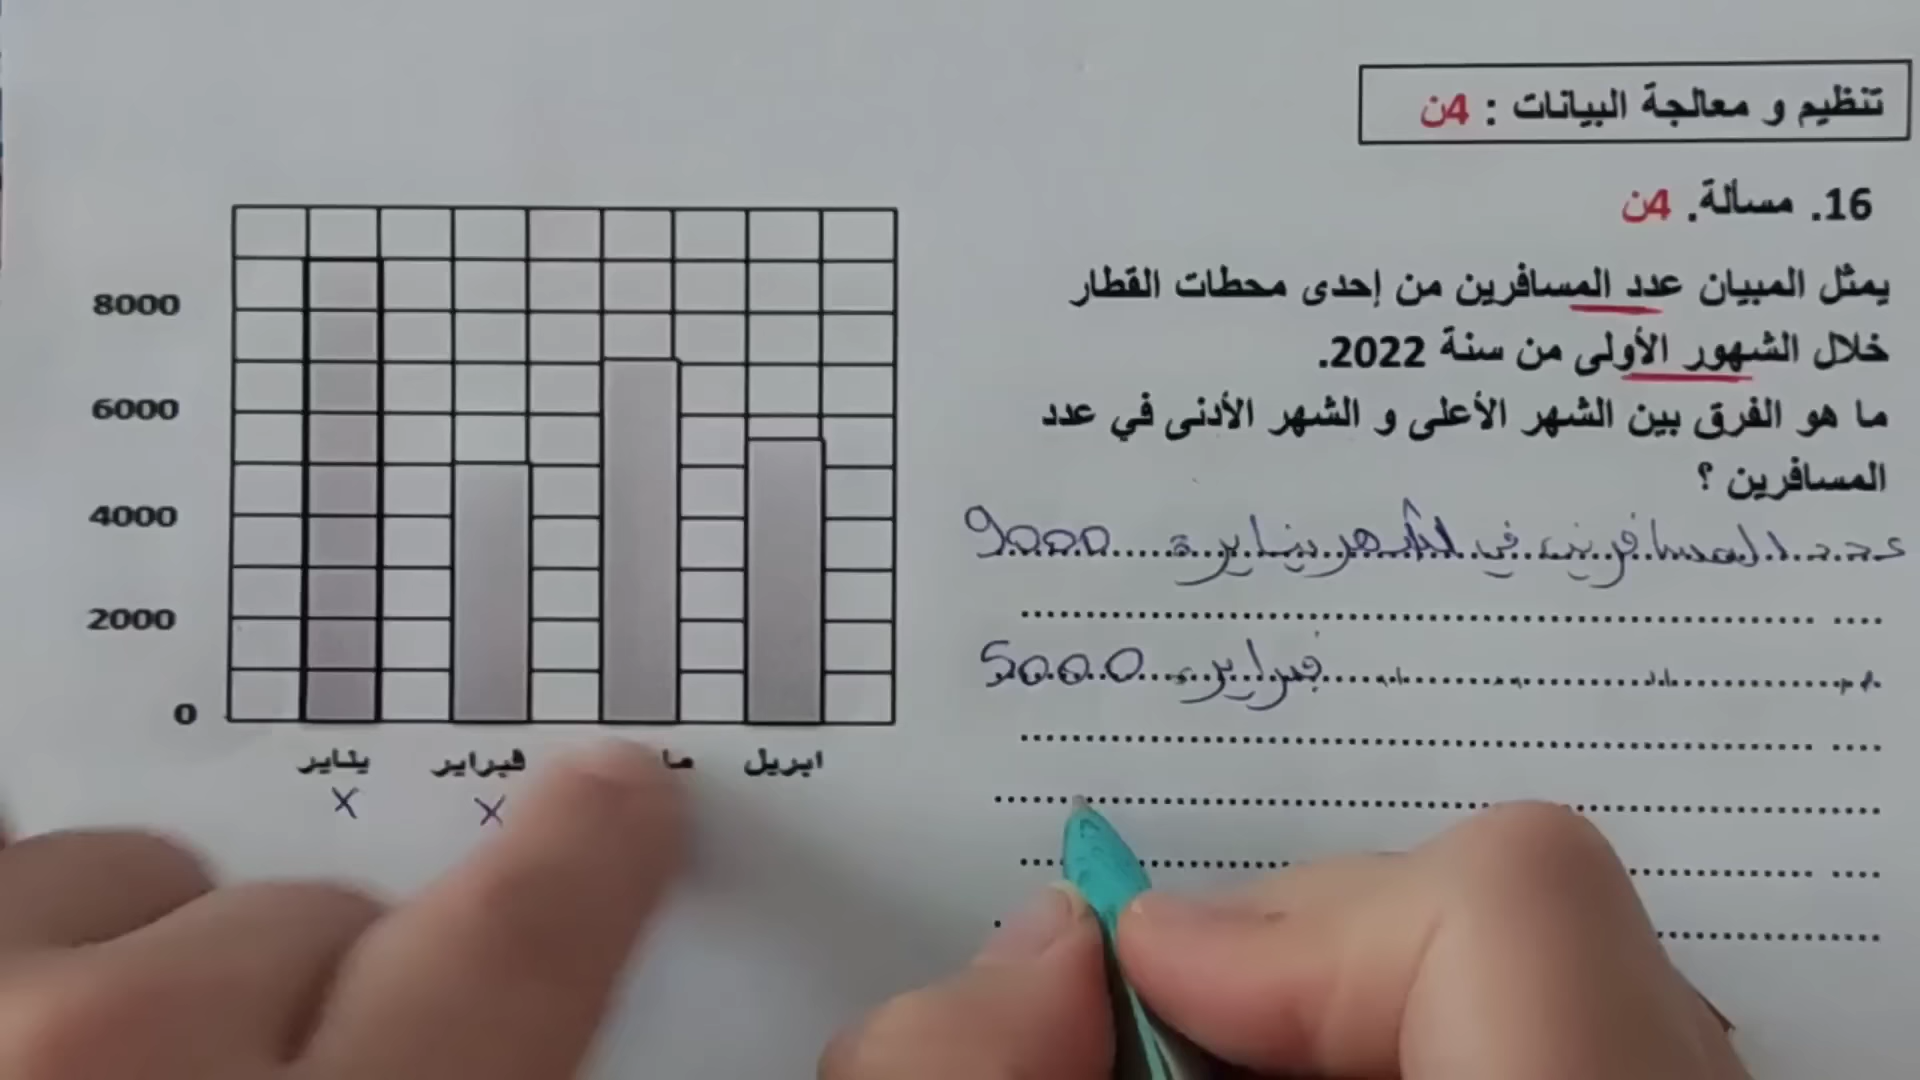 تنظيم و معالجة البيانات : 4ن
16. مسألة. 4ن
يمثل المبيان عدد المسافرين من إحدى محطات القطار
خلال الشهور الأولى من سنة 2022.
ما هو الفرق بين الشهر الأعلى و الشهر الأدنى في عدد
المسافرين ؟
عدد المسافرين في شهر يناير 9000
فبراير 5000
8000
6000
4000
2000
0
يناير فبراير ما ابريل
x x